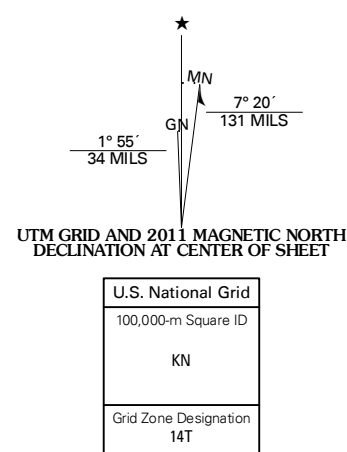 ★
MN
7° 20´
131 MILS
GN
1° 55´
34 MILS
UTM GRID AND 2011 MAGNETIC NORTH
DECLINATION AT CENTER OF SHEET
U.S. National Grid
100,000-m Square ID
KN
Grid Zone Designation
14T